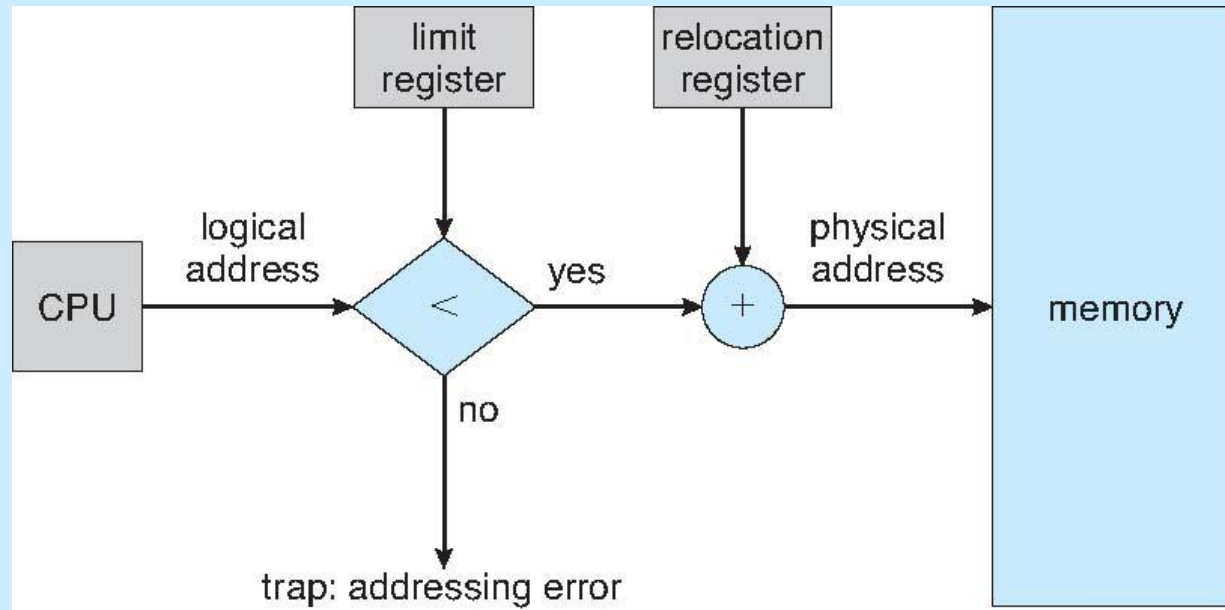 limit
register
relocation
register
logical
address
physical
address
CPU
<
yes
+
memory
no
trap: addressing error